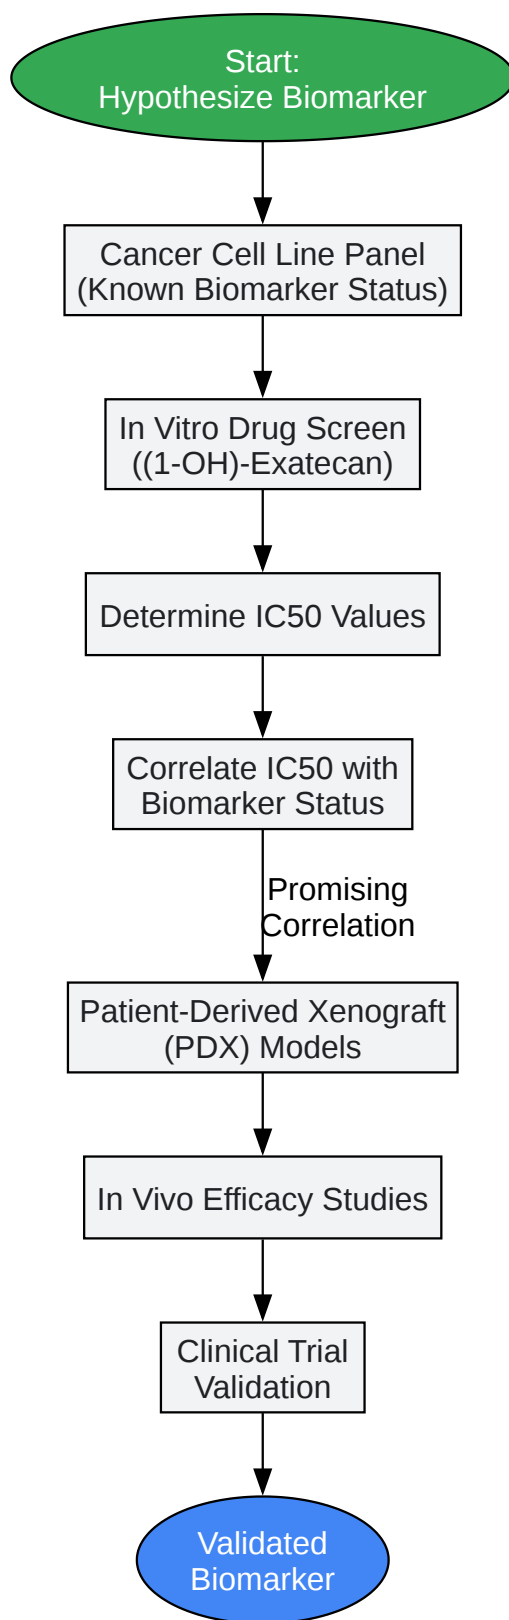 Start:
Hypothesize Biomarker
Cancer Cell Line Panel
(Known Biomarker Status)
In Vitro Drug Screen
((1-OH)-Exatecan)
Determine IC50 Values
Correlate IC50 with
Biomarker Status
Promising
Correlation
Patient-Derived Xenograft
(PDX) Models
In Vivo Efficacy Studies
Clinical Trial
Validation
Validated
Biomarker